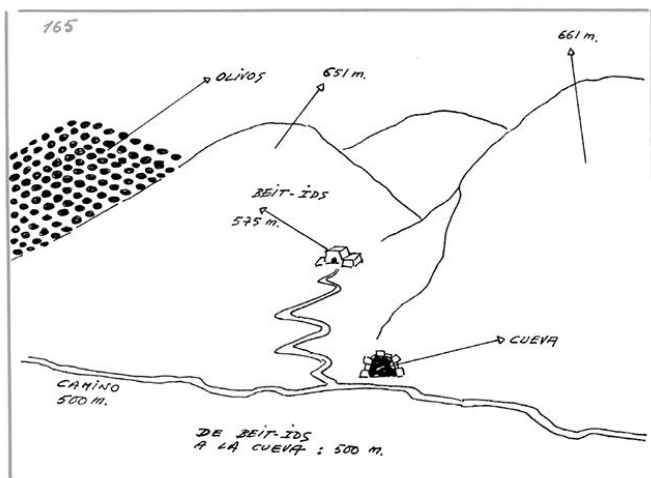 165
OLIVOS
651 m.
661 m.
BEIT-IDS
575 m.
CUEVA
CAMINO
500 m.
DE BEIT-IDS
A LA CUEVA : 500 m.